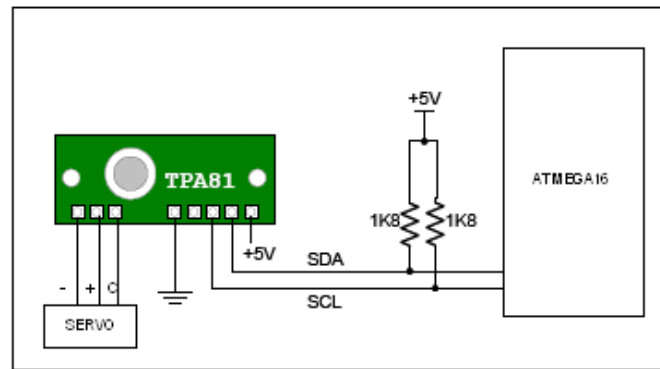 +5V
ATMEGA16
TPA81
1K8 1K8
+5V
SDA
- + C
SCL
SERVO